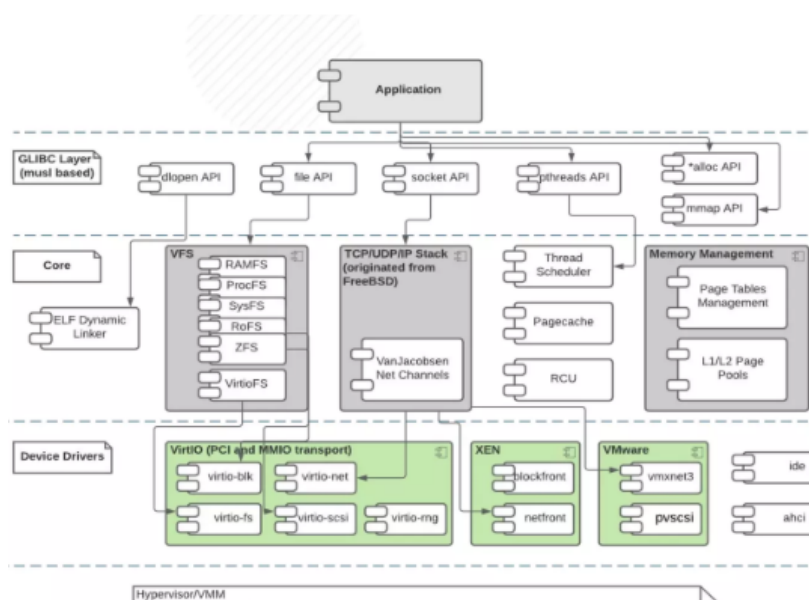 Application
GLIBC Layer
(musl based)
dlopen API
file API
socket API
pthreads API
*alloc API
mmap API
Core
VFS
RAMFS
ProcFS
SysFS
RoFS
ZFS
VirtioFS
ELF Dynamic
Linker
TCP/UDP/IP Stack
(originated from
FreeBSD)
VanJacobsen
Net Channels
Thread
Scheduler
Pagecache
RCU
Memory Management
Page Tables
Management
L1/L2 Page
Pools
Device Drivers
VirtIO (PCI and MMIO transport)
virtio-blk
virtio-net
virtio-fs
virtio-scsi
virtio-rng
XEN
blockfront
netfront
VMware
vmxnet3
pvscsi
ide
ahci
Hypervisor/VMM